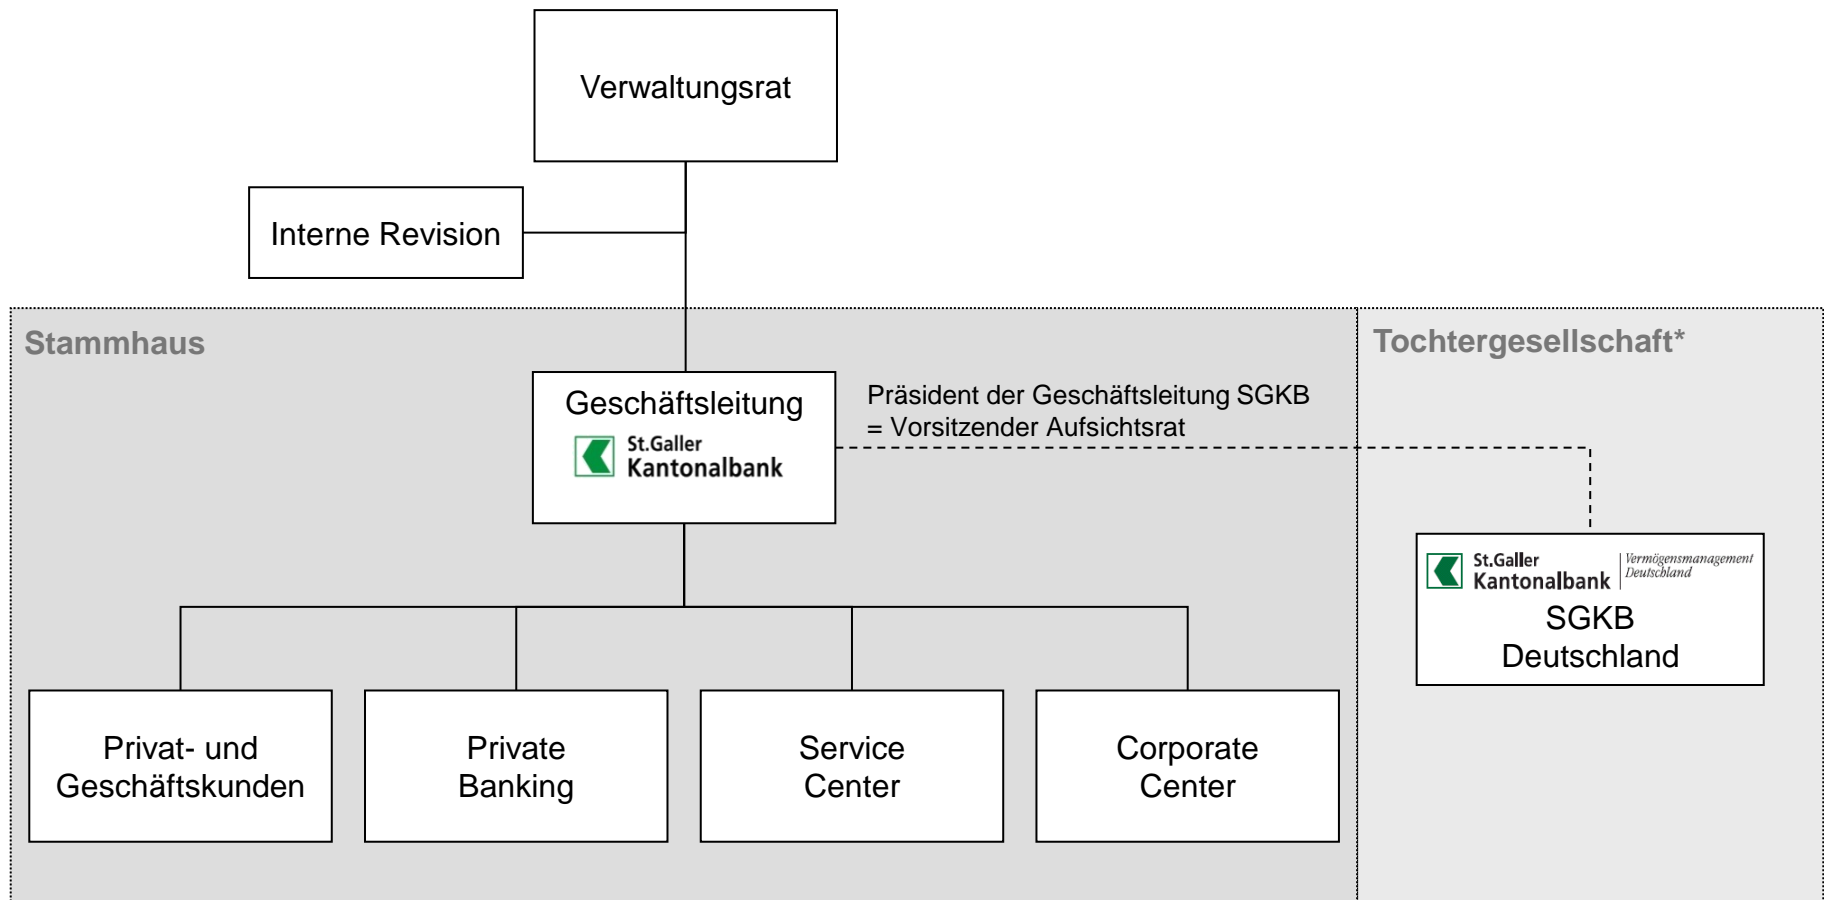 Verwaltungsrat
Interne Revision
Stammhaus
Tochtergesellschaft*
Geschäftsleitung
St.Galler
Kantonalbank
Präsident der Geschäftsleitung SGKB
= Vorsitzender Aufsichtsrat
St.Galler
Kantonalbank
Vermögensmanagement
Deutschland
SGKB
Deutschland
Privat- und
Geschäftskunden
Private
Banking
Service
Center
Corporate
Center